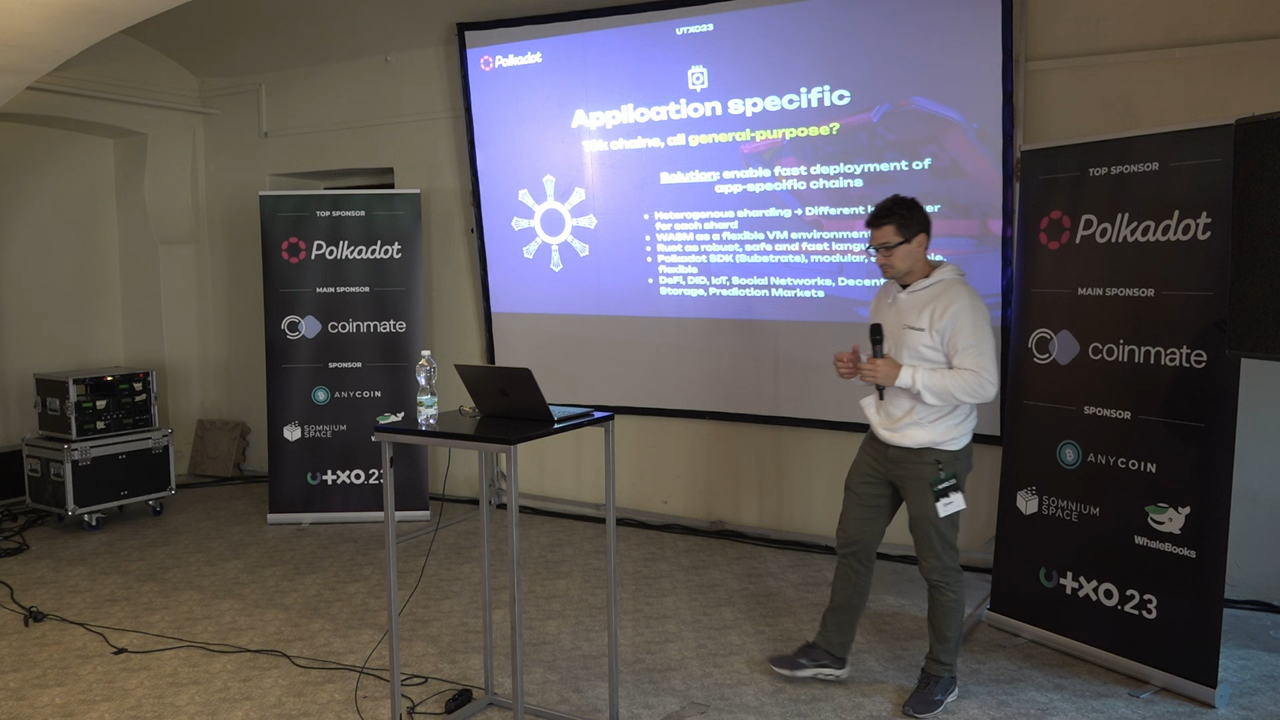 UTXO23
Polkadot
Application specific
10k chains, all general-purpose?
Solution: enable fast deployment of
app-specific chains
Heterogenous sharding → Different
for each shard
WASM as a flexible VM environment
Rust as robust, safe and fast
Polkadot SDK (Substrate), modular,
flexible
DeFi, DID, IoT, Social Networks,
Storage, Prediction Markets
TOP SPONSOR
Polkadot
MAIN SPONSOR
coinmate
SPONSOR
ANYCOIN
SOMNIUM
SPACE
UTXO.23
Polkadot
TOP SPONSOR
Polkadot
MAIN SPONSOR
coinmate
SPONSOR
ANYCOIN
SOMNIUM
SPACE
WhaleBooks
UTXO.23